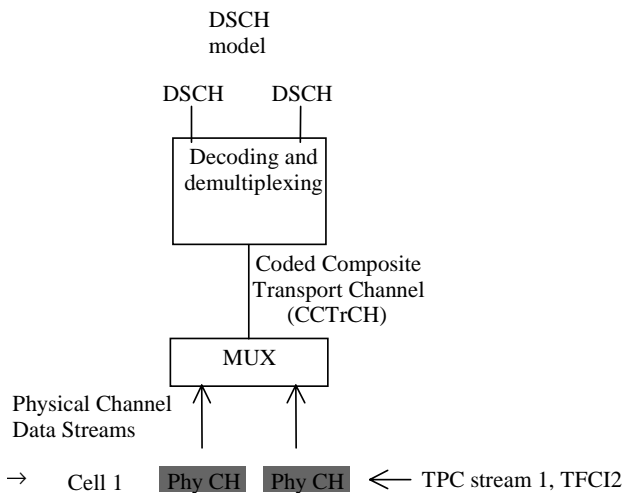 DSCH
model
DSCH DSCH
Decoding and
demultiplexing
Coded Composite
Transport Channel
(CCTrCH)
MUX
Physical Channel
Data Streams
→ Cell 1 Phy CH Phy CH ← TPC stream 1, TFCI2